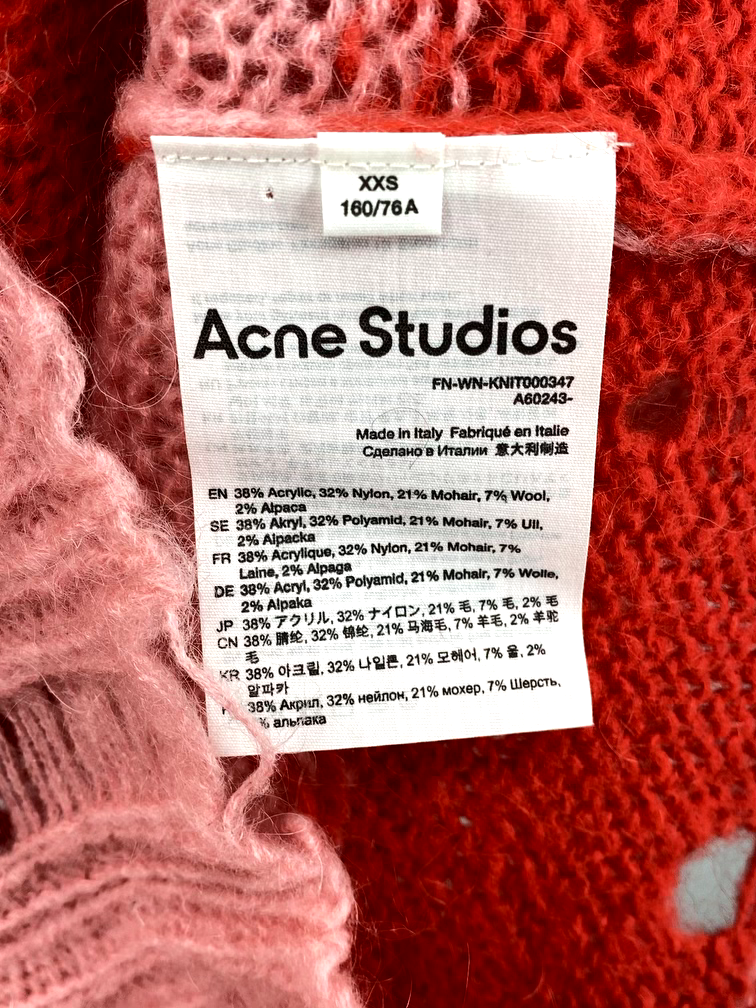 XXS
160/76A
Acne Studios
FN-WN-KNIT000347
A60243-
Made in Italy Fabriqué en Italie
Сделано в Италии 意大利制造
EN 38% Acrylic, 32% Nylon, 21% Mohair, 7% Wool,
2% Alpaca
SE 38% Akryl, 32% Polyamid, 21% Mohair, 7% Ull,
2% Alpacka
FR 38% Acrylique, 32% Nylon, 21% Mohair, 7%
Laine, 2% Alpaga
DE 38% Acryl, 32% Polyamid, 21% Mohair, 7% Wolle,
2% Alpaka
JP 38% アクリル, 32% ナイロン, 21% 毛, 7% 毛, 2% 毛
CN 38% 腈纶, 32% 锦纶, 21% 马海毛, 7% 羊毛, 2% 羊驼
毛
KR 38% 아크릴, 32% 나일론, 21% 모헤어, 7% 울, 2%
알파카
38% Акрил, 32% нейлон, 21% мохер, 7% Шерсть,
% альпака